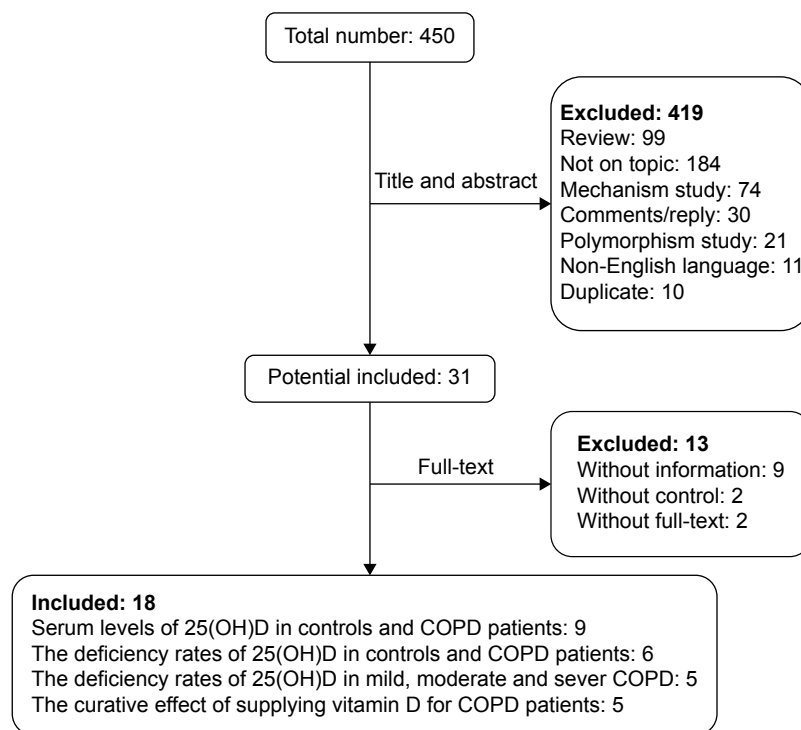 Total number: 450
Excluded: 419
Review: 99
Not on topic: 184
Mechanism study: 74
Comments/reply: 30
Polymorphism study: 21
Non-English language: 11
Duplicate: 10
Title and abstract
Potential included: 31
Excluded: 13
Without information: 9
Without control: 2
Without full-text: 2
Full-text
Included: 18
Serum levels of 25(OH)D in controls and COPD patients: 9
The deficiency rates of 25(OH)D in controls and COPD patients: 6
The deficiency rates of 25(OH)D in mild, moderate and sever COPD: 5
The curative effect of supplying vitamin D for COPD patients: 5